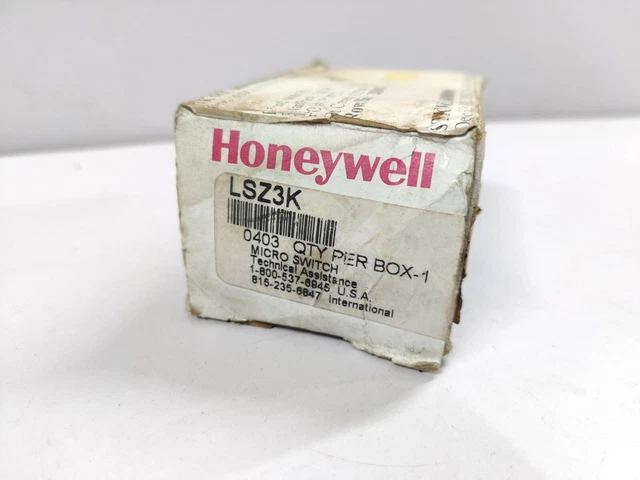 Honeywell
LSZ3K
0403 QTY PER BOX-1
MICRO SWITCH
Technical Assistance
1-800-537-6945 U.S.A.
815-235-6847 International